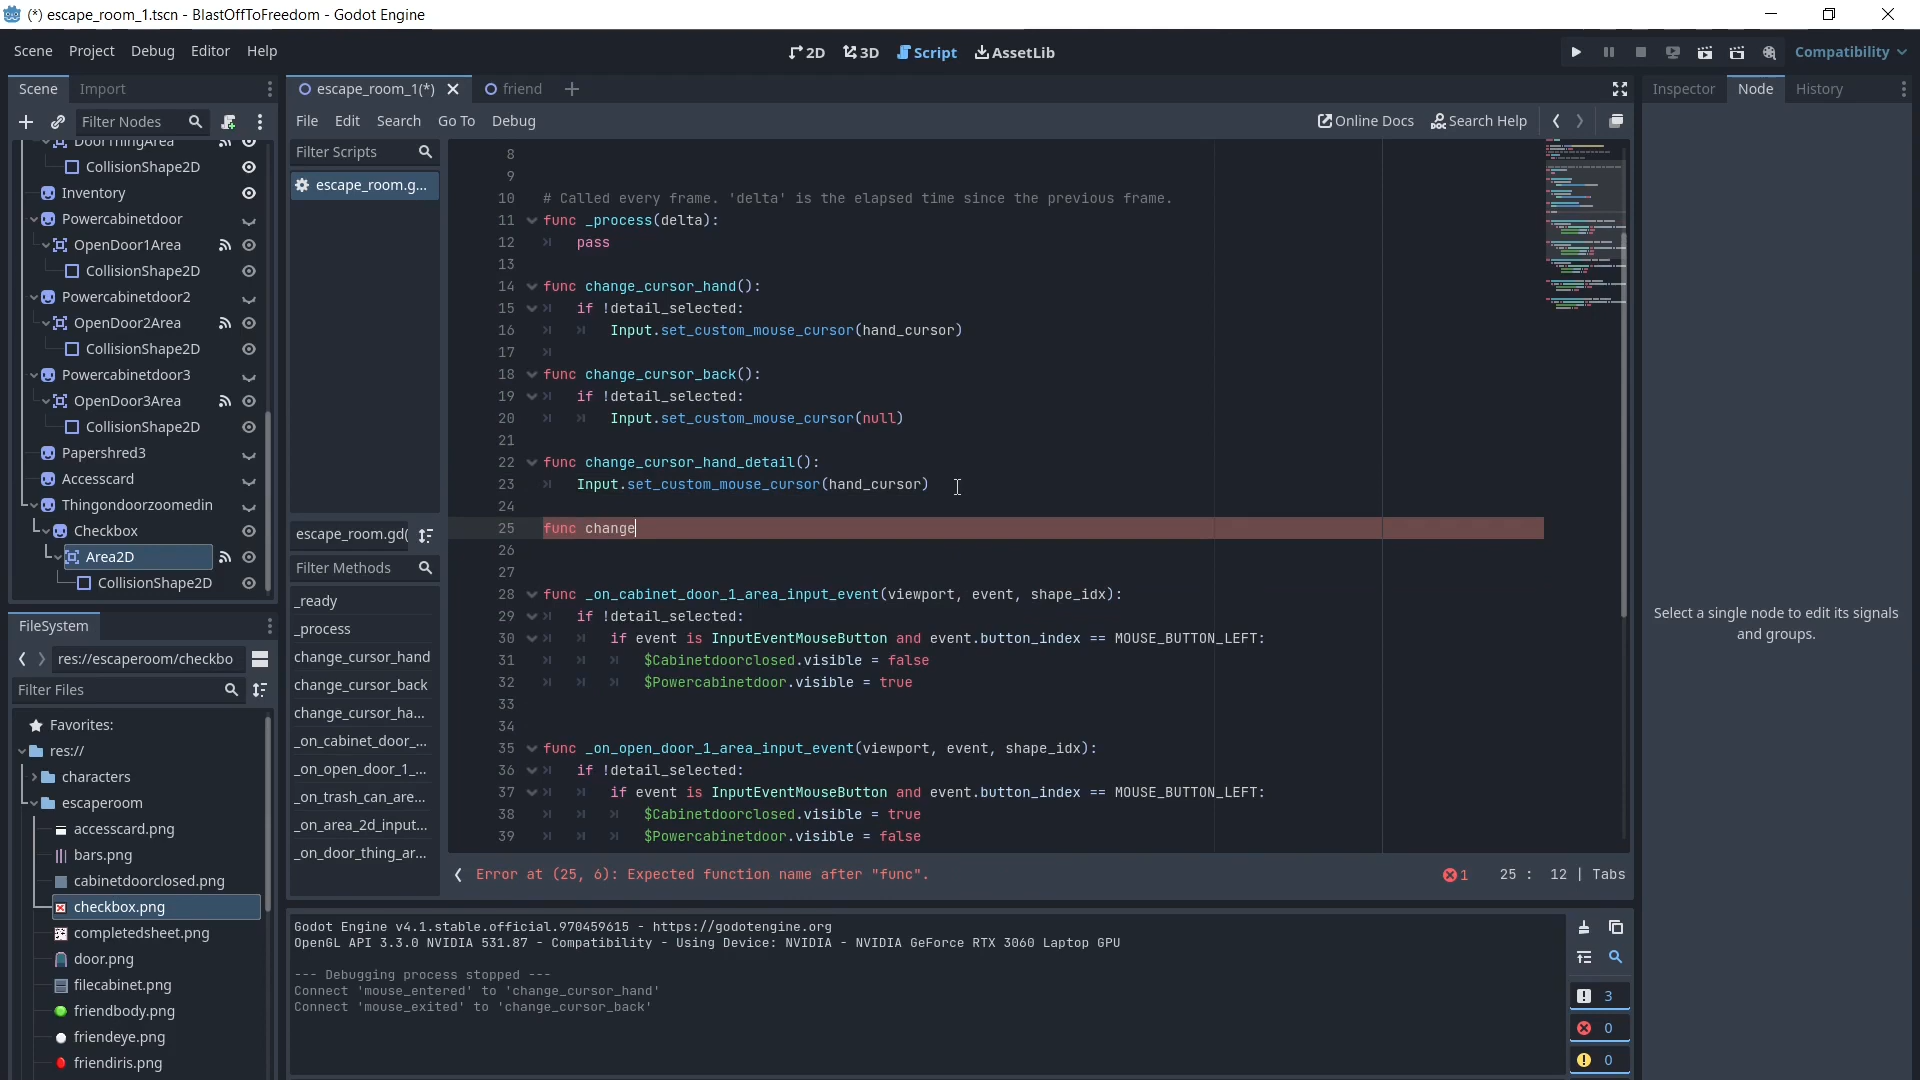 (*) escape_room_1.tscn - BlastOffToFreedom - Godot Engine
Scene Project Debug Editor Help
2D 3D Script AssetLib
Compatibility
Scene Import
escape_room_1(*) friend
Inspector Node History
Filter Nodes
File Edit Search Go To Debug
Online Docs Search Help
DoorThingArea
CollisionShape2D
Inventory
Powercabinetdoor
OpenDoor1Area
CollisionShape2D
Powercabinetdoor2
OpenDoor2Area
CollisionShape2D
Powercabinetdoor3
OpenDoor3Area
CollisionShape2D
Papershred3
Accesscard
Thingondoorzoomedin
Checkbox
Area2D
CollisionShape2D
FileSystem
res://escaperoom/checkbo
Filter Files
Favorites:
res://
characters
escaperoom
accesscard.png
bars.png
cabinetdoorclosed.png
checkbox.png
completedsheet.png
door.png
filecabinet.png
friendbody.png
friendeye.png
friendiris.png
Filter Scripts
escape_room.g...
escape_room.gd(
Filter Methods
_ready
_process
change_cursor_hand
change_cursor_back
change_cursor_ha...
_on_cabinet_door_...
_on_open_door_1_...
_on_trash_can_are...
_on_area_2d_input...
_on_door_thing_ar...
8
9
10 # Called every frame. 'delta' is the elapsed time since the previous frame.
11 func _process(delta):
12 pass
13
14 func change_cursor_hand():
15 if !detail_selected:
16 Input.set_custom_mouse_cursor(hand_cursor)
17
18 func change_cursor_back():
19 if !detail_selected:
20 Input.set_custom_mouse_cursor(null)
21
22 func change_cursor_hand_detail():
23 Input.set_custom_mouse_cursor(hand_cursor)
24
25 func change
26
27
28 func _on_cabinet_door_1_area_input_event(viewport, event, shape_idx):
29 if !detail_selected:
30 if event is InputEventMouseButton and event.button_index == MOUSE_BUTTON_LEFT:
31 $Cabinetdoorclosed.visible = false
32 $Powercabinetdoor.visible = true
33
34
35 func _on_open_door_1_area_input_event(viewport, event, shape_idx):
36 if !detail_selected:
37 if event is InputEventMouseButton and event.button_index == MOUSE_BUTTON_LEFT:
38 $Cabinetdoorclosed.visible = true
39 $Powercabinetdoor.visible = false
Error at (25, 6): Expected function name after "func".
1 25 : 12 | Tabs
Godot Engine v4.1.stable.official.970459615 - https://godotengine.org
OpenGL API 3.3.0 NVIDIA 531.87 - Compatibility - Using Device: NVIDIA - NVIDIA GeForce RTX 3060 Laptop GPU
--- Debugging process stopped ---
Connect 'mouse_entered' to 'change_cursor_hand'
Connect 'mouse_exited' to 'change_cursor_back'
3
0
0
Select a single node to edit its signals
and groups.